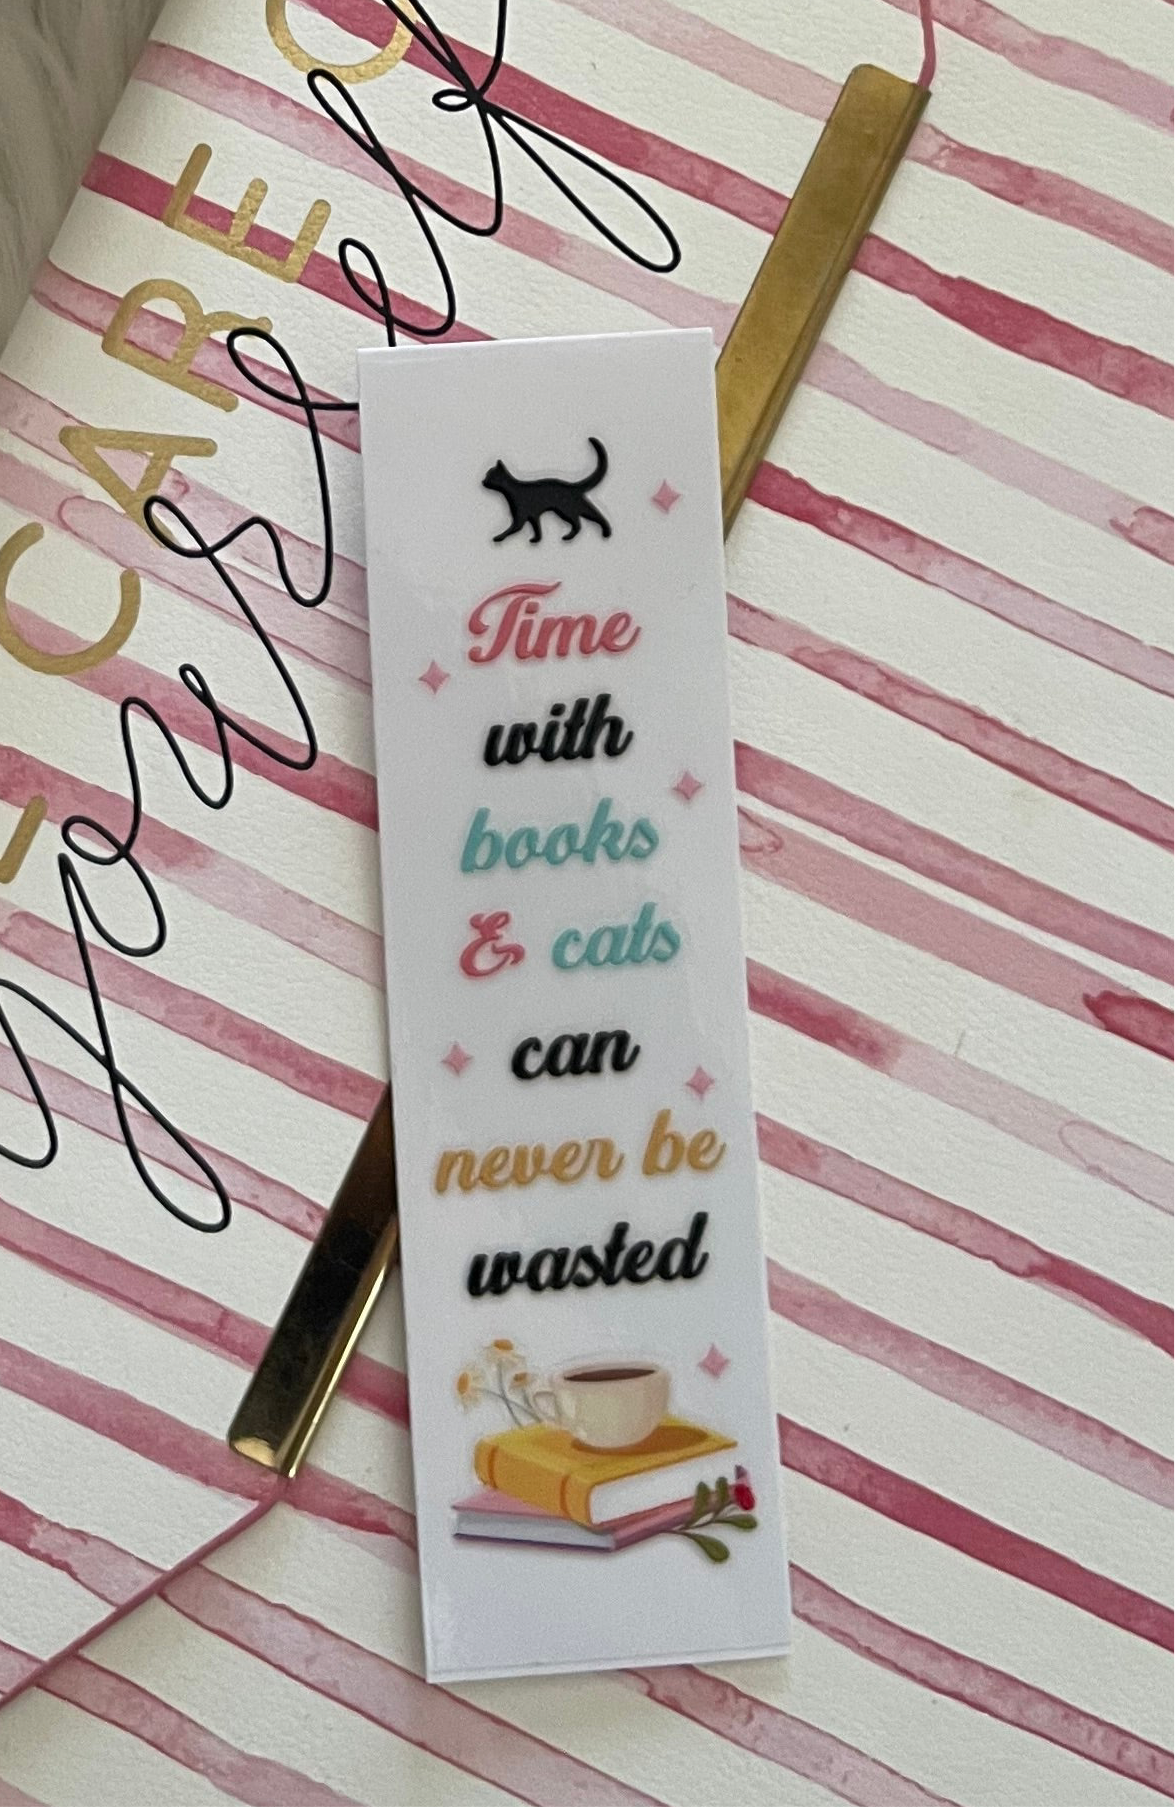 Time
with
books
& cats
can
never be
wasted
CARE
yourself